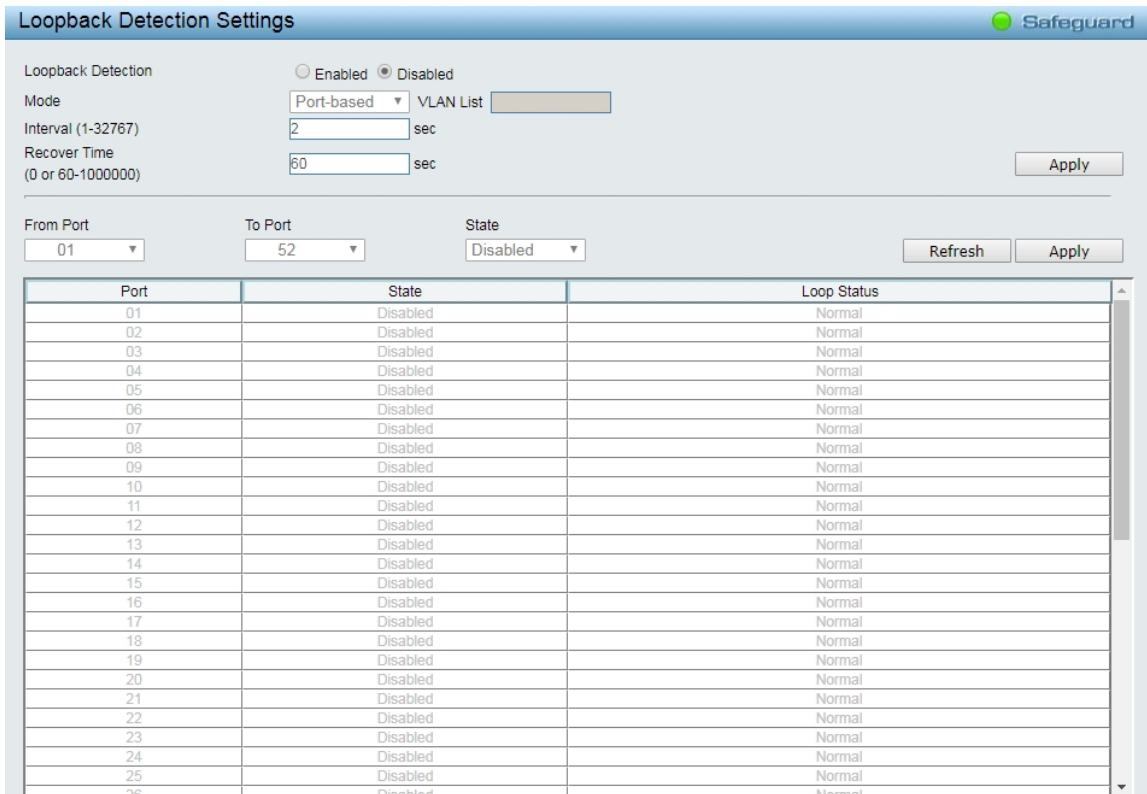 Loopback Detection Settings
Safeguard
Loopback Detection Enabled Disabled
Mode Port-based VLAN List
Interval (1-32767) 2 sec
Recover Time
(0 or 60-1000000) 60 sec Apply
From Port To Port State
01 52 Disabled Refresh Apply
Port State Loop Status
01 Disabled Normal
02 Disabled Normal
03 Disabled Normal
04 Disabled Normal
05 Disabled Normal
06 Disabled Normal
07 Disabled Normal
08 Disabled Normal
09 Disabled Normal
10 Disabled Normal
11 Disabled Normal
12 Disabled Normal
13 Disabled Normal
14 Disabled Normal
15 Disabled Normal
16 Disabled Normal
17 Disabled Normal
18 Disabled Normal
19 Disabled Normal
20 Disabled Normal
21 Disabled Normal
22 Disabled Normal
23 Disabled Normal
24 Disabled Normal
25 Disabled Normal
26 Disabled Normal